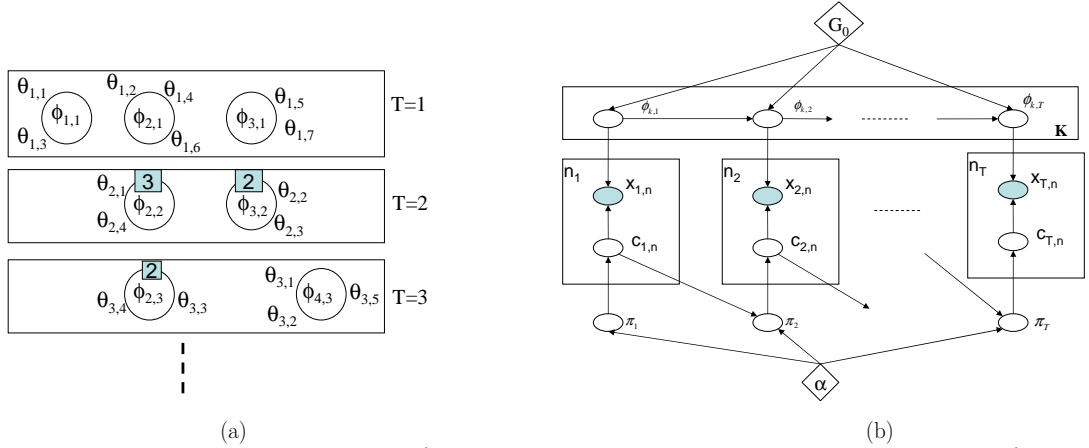 θ1,1 θ1,2 θ1,4 θ1,5
ϕ1,1 ϕ2,1 ϕ3,1 T=1
θ1,3 θ1,6 θ1,7
θ2,1 3 2 θ2,2
ϕ2,2 ϕ3,2 T=2
θ2,4 θ2,3
2 θ3,1
ϕ2,3 ϕ4,3 T=3
θ3,4 θ3,3 θ3,2 θ3,5
(a)
G0
ϕk,1 ϕk,2 ϕk,T
K
n1 n2 nT
x1,n x2,n xT,n
c1,n c2,n cT,n
π1 π2 πT
α
(b)